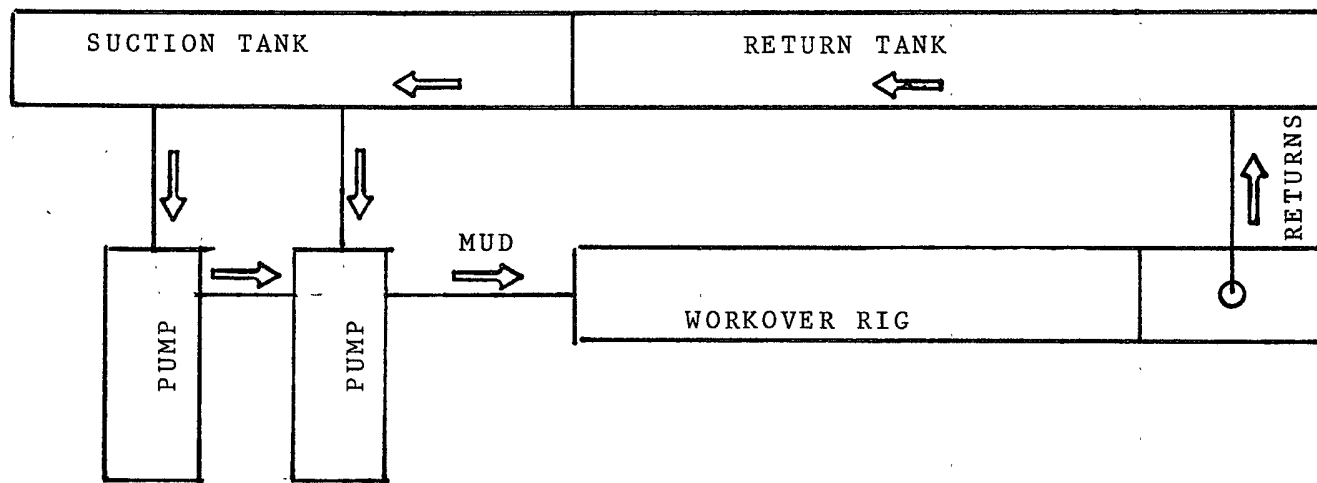 SUCTION TANK
RETURN TANK
RETURNS
MUD
WORKOVER RIG
PUMP
PUMP